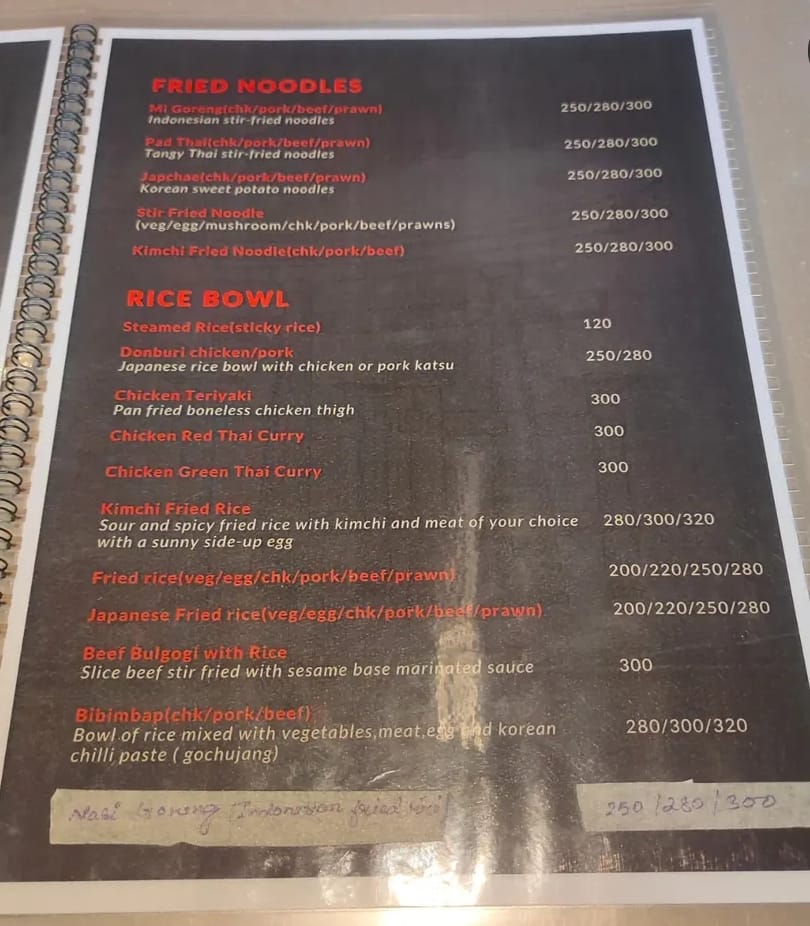 FRIED NOODLES
Mi Goreng(chk/pork/beef/prawn) 250/280/300
Indonesian stir-fried noodles
Pad Thai(chk/pork/beef/prawn) 250/280/300
Tangy Thai stir-fried noodles
Japchae(chk/pork/beef/prawn) 250/280/300
Korean sweet potato noodles
Stir Fried Noodle 250/280/300
(veg/egg/mushroom/chk/pork/beef/prawns)
Kimchi Fried Noodle(chk/pork/beef) 250/280/300
RICE BOWL
Steamed Rice(sticky rice) 120
Donburi chicken/pork 250/280
Japanese rice bowl with chicken or pork katsu
Chicken Teriyaki 300
Pan fried boneless chicken thigh
Chicken Red Thai Curry 300
Chicken Green Thai Curry 300
Kimchi Fried Rice
Sour and spicy fried rice with kimchi and meat of your choice 280/300/320
with a sunny side-up egg
Fried rice(veg/egg/chk/pork/beef/prawn) 200/220/250/280
Japanese Fried rice(veg/egg/chk/pork/beef/prawn) 200/220/250/280
Beef Bulgogi with Rice
Slice beef stir fried with sesame base marinated sauce 300
Bibimbap(chk/pork/beef)
Bowl of rice mixed with vegetables,meat,egg and korean 280/300/320
chilli paste ( gochujang)
Nasi Goreng (Indonesian fried rice) 250/280/300